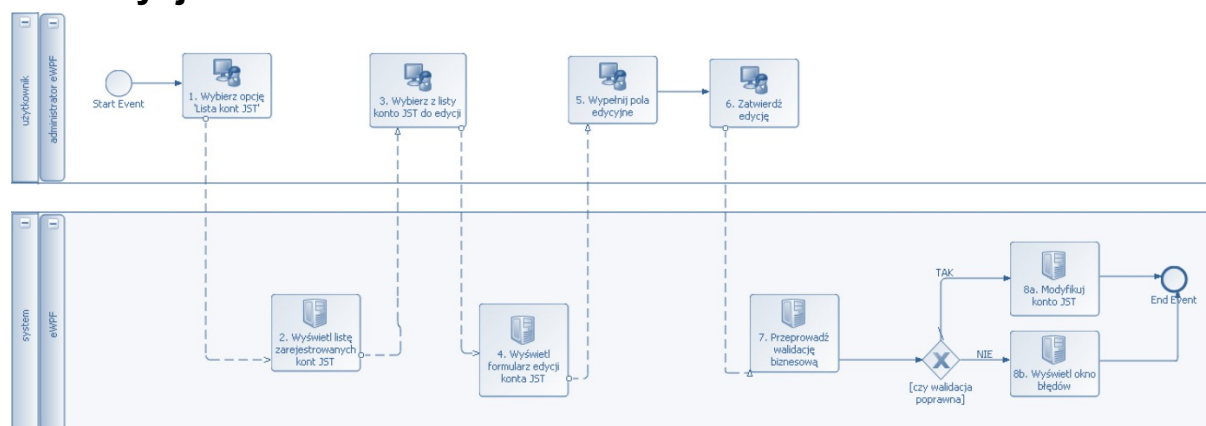 użytkownik
administrator eWPF
Start Event
1. Wybierz opcję
'Lista kont JST'
3. Wybierz z listy
konto JST do edycji
5. Wypełnij pola
edycyjne
6. Zatwierdź
edycję
system
eWPF
2. Wyświetl listę
zarejestrowanych
kont JST
4. Wyświetl
formularz edycji
konta JST
7. Przeprowadź
walidację
biznesową
[czy walidacja
poprawna]
TAK
NIE
8a. Modyfikuj
konto JST
8b. Wyświetl okno
błędów
End Event